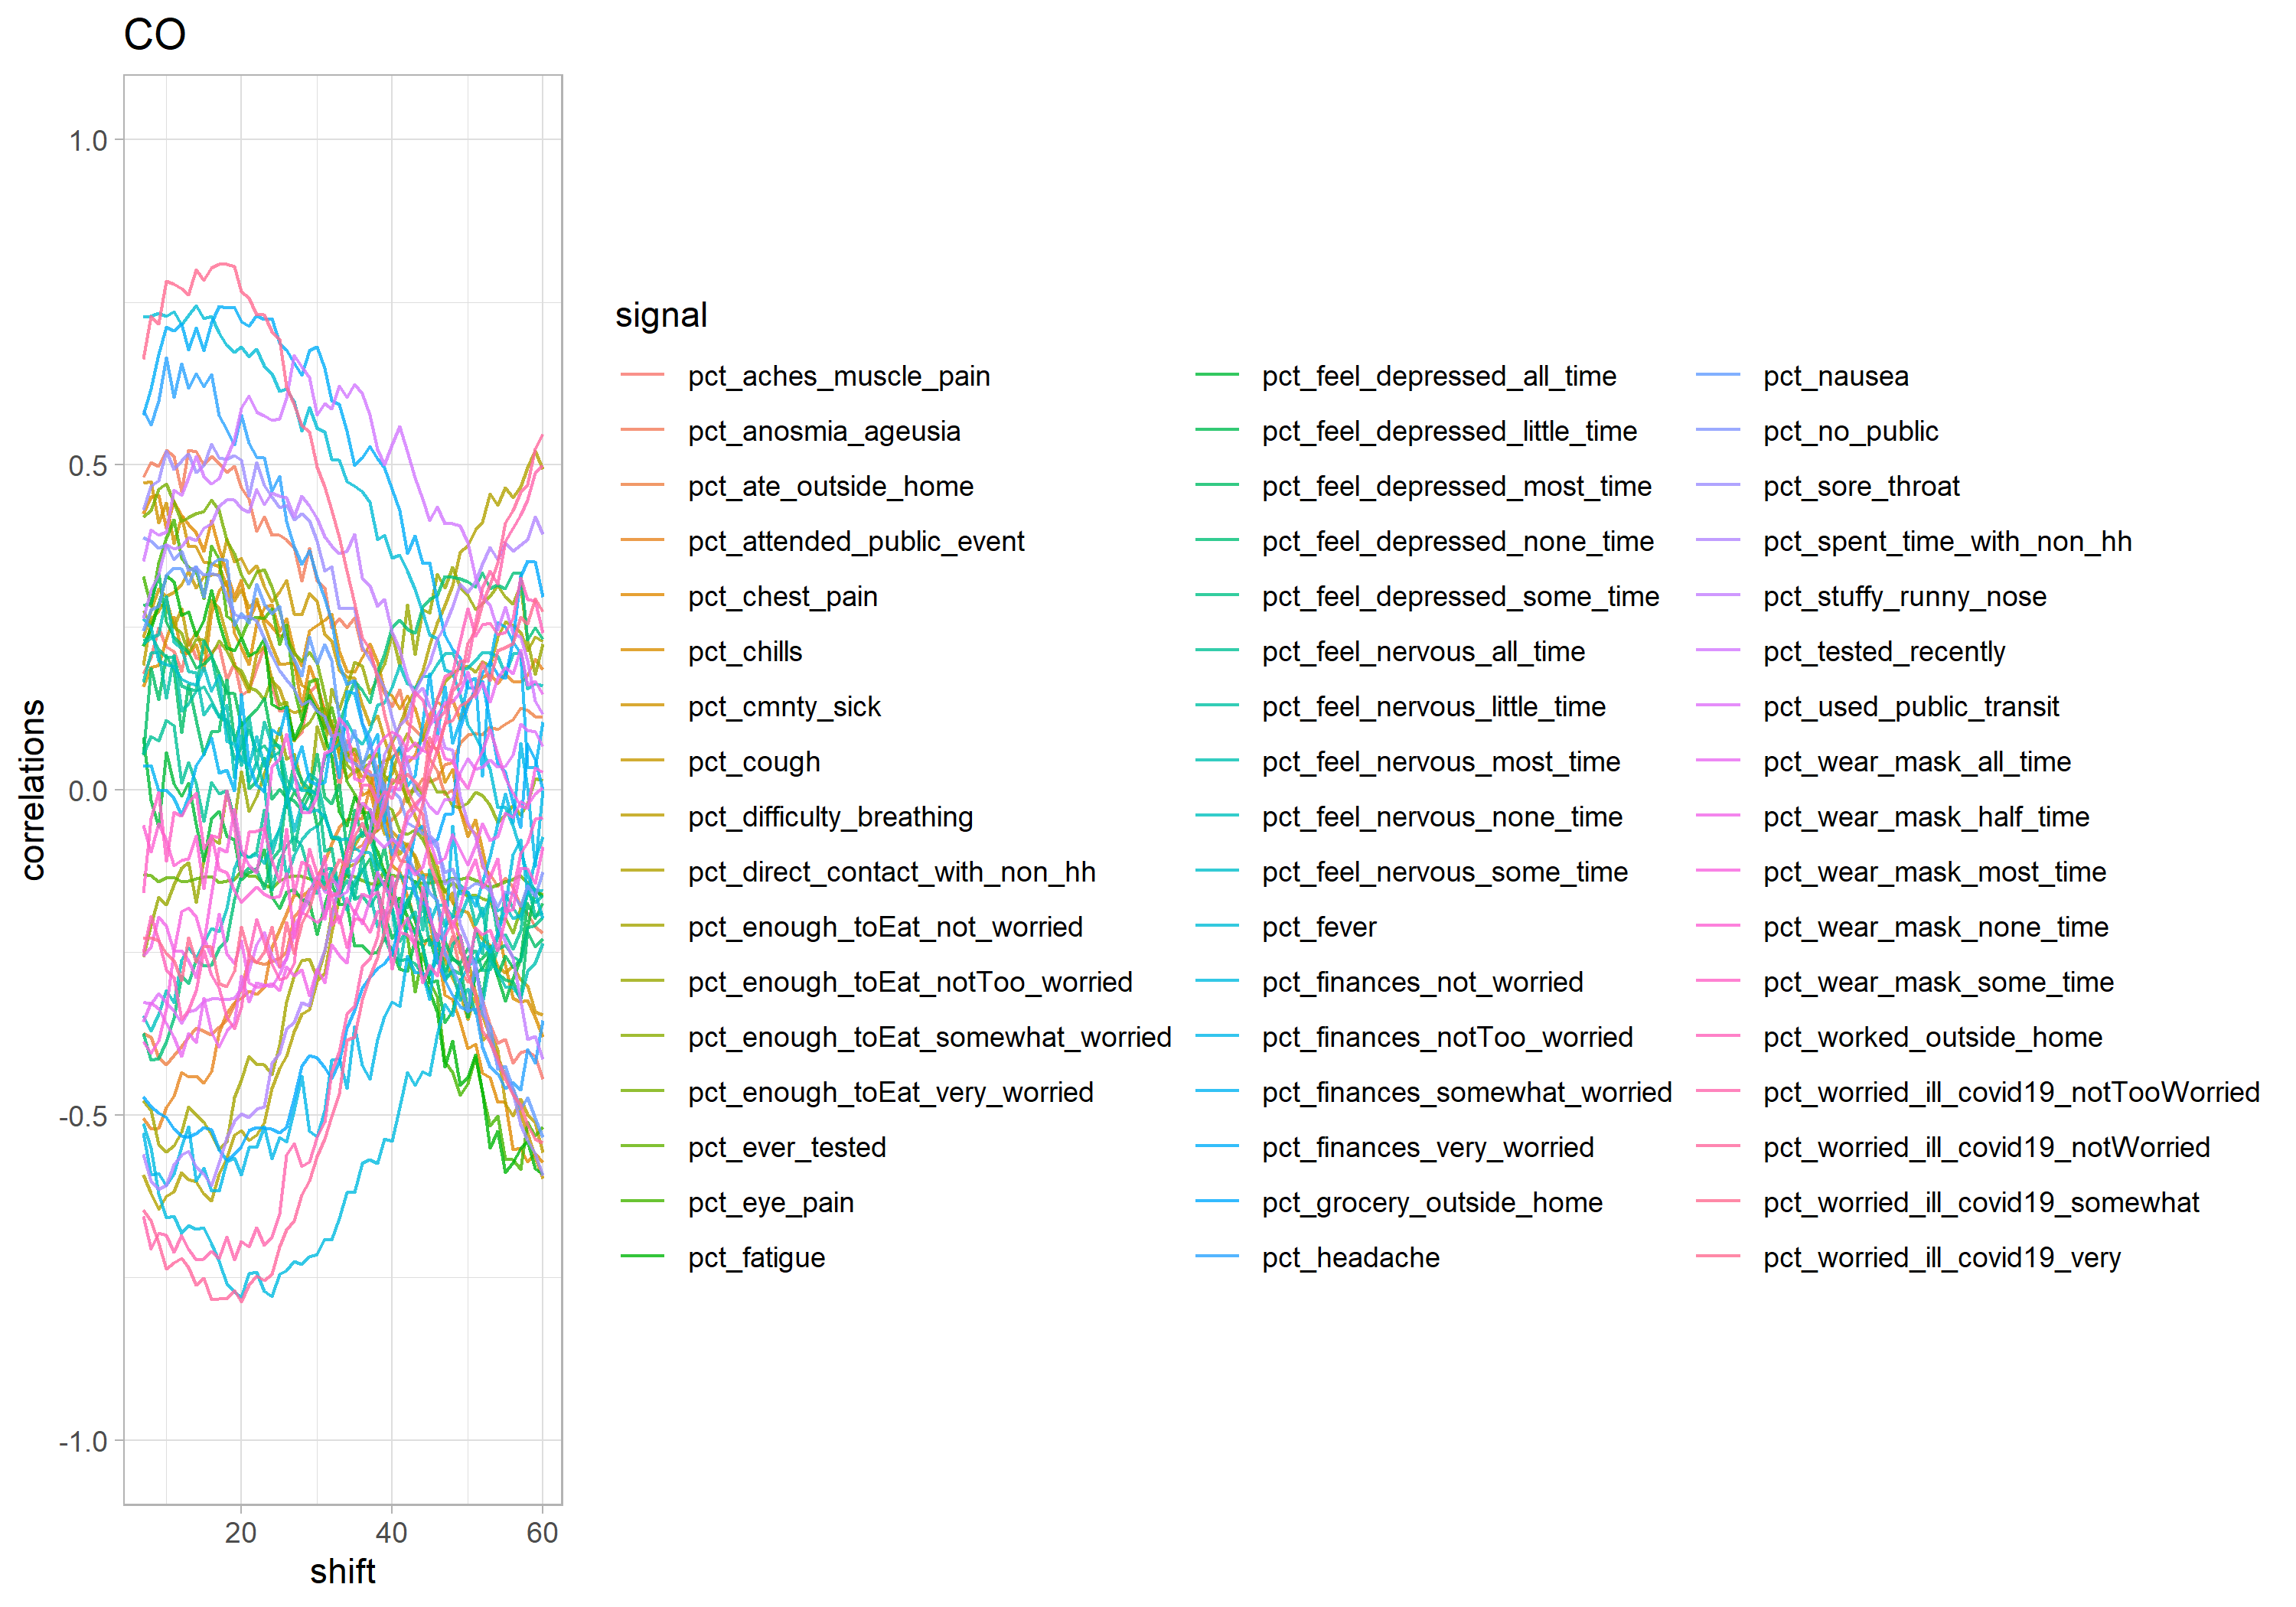 CO
1.0
0.5
0.0
-0.5
-1.0
correlations
20 40 60
shift
signal
pct_aches_muscle_pain
pct_anosmia_ageusia
pct_ate_outside_home
pct_attended_public_event
pct_chest_pain
pct_chills
pct_cmnty_sick
pct_cough
pct_difficulty_breathing
pct_direct_contact_with_non_hh
pct_enough_toEat_not_worried
pct_enough_toEat_notToo_worried
pct_enough_toEat_somewhat_worried
pct_enough_toEat_very_worried
pct_ever_tested
pct_eye_pain
pct_fatigue
pct_feel_depressed_all_time
pct_feel_depressed_little_time
pct_feel_depressed_most_time
pct_feel_depressed_none_time
pct_feel_depressed_some_time
pct_feel_nervous_all_time
pct_feel_nervous_little_time
pct_feel_nervous_most_time
pct_feel_nervous_none_time
pct_feel_nervous_some_time
pct_fever
pct_finances_not_worried
pct_finances_notToo_worried
pct_finances_somewhat_worried
pct_finances_very_worried
pct_grocery_outside_home
pct_headache
pct_nausea
pct_no_public
pct_sore_throat
pct_spent_time_with_non_hh
pct_stuffy_runny_nose
pct_tested_recently
pct_used_public_transit
pct_wear_mask_all_time
pct_wear_mask_half_time
pct_wear_mask_most_time
pct_wear_mask_none_time
pct_wear_mask_some_time
pct_worked_outside_home
pct_worried_ill_covid19_notTooWorried
pct_worried_ill_covid19_notWorried
pct_worried_ill_covid19_somewhat
pct_worried_ill_covid19_very